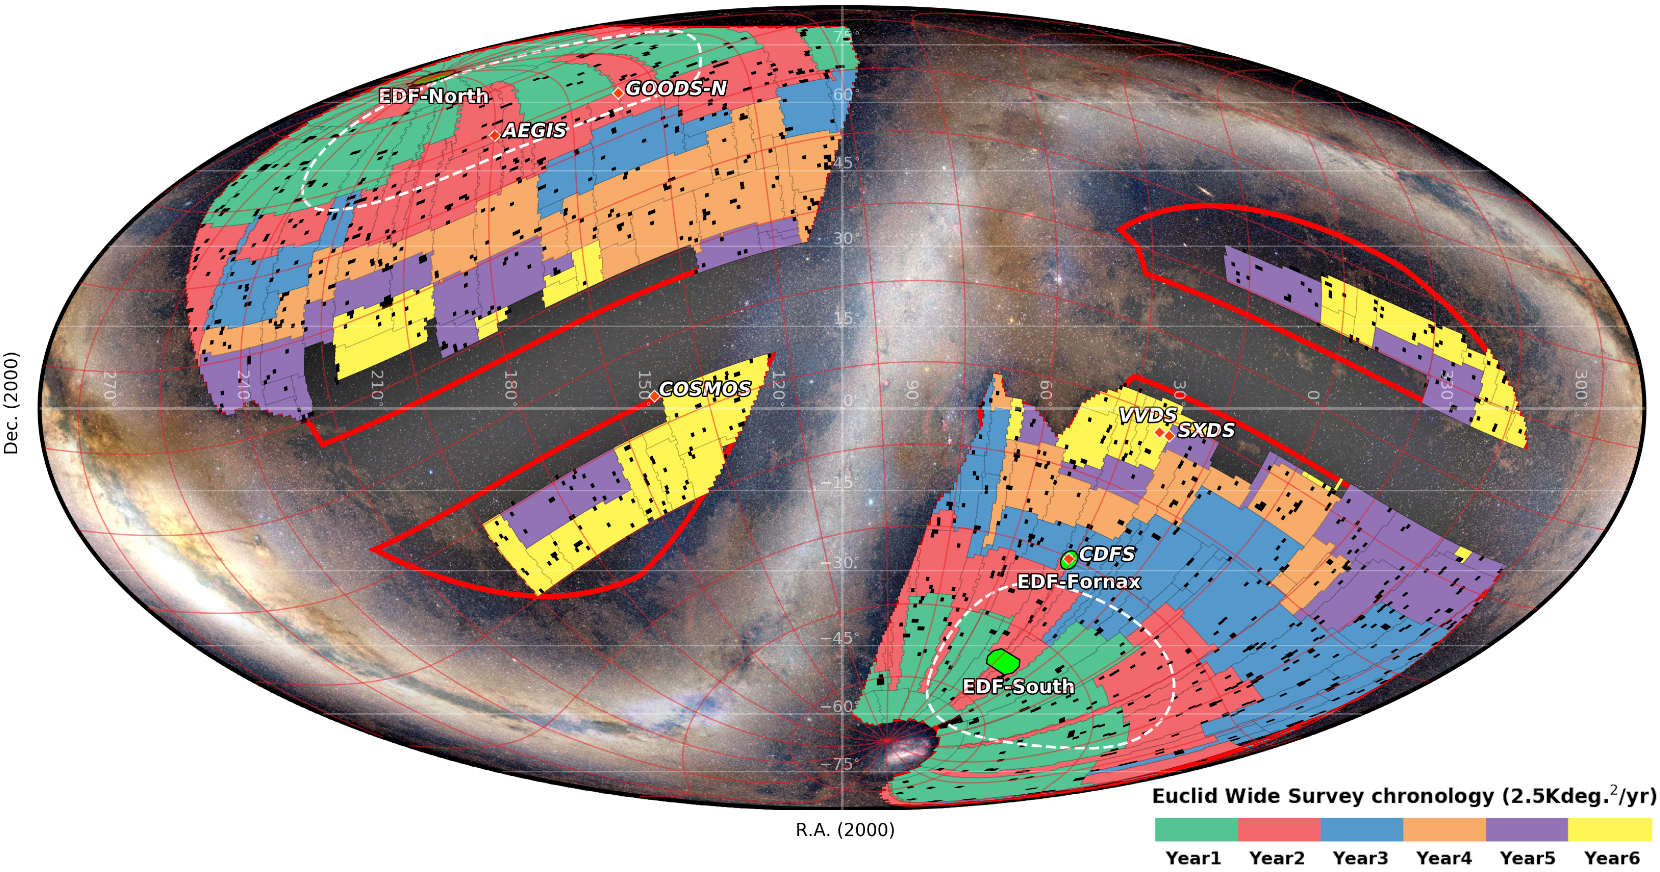 75°
EDF-North
GOODS-N
60°
AEGIS
45°
30°
15°
270°
240°
210°
180°
150°
120°
90°
60°
30°
0
330°
300°
COSMOS
0°
VVDS
SXDS
−15°
CDFS
−30°
EDF-Fornax
−45°
EDF-South
−60°
−75°
Dec. (2000)
R.A. (2000)
Euclid Wide Survey chronology (2.5Kdeg.²/yr)
Year1 Year2 Year3 Year4 Year5 Year6